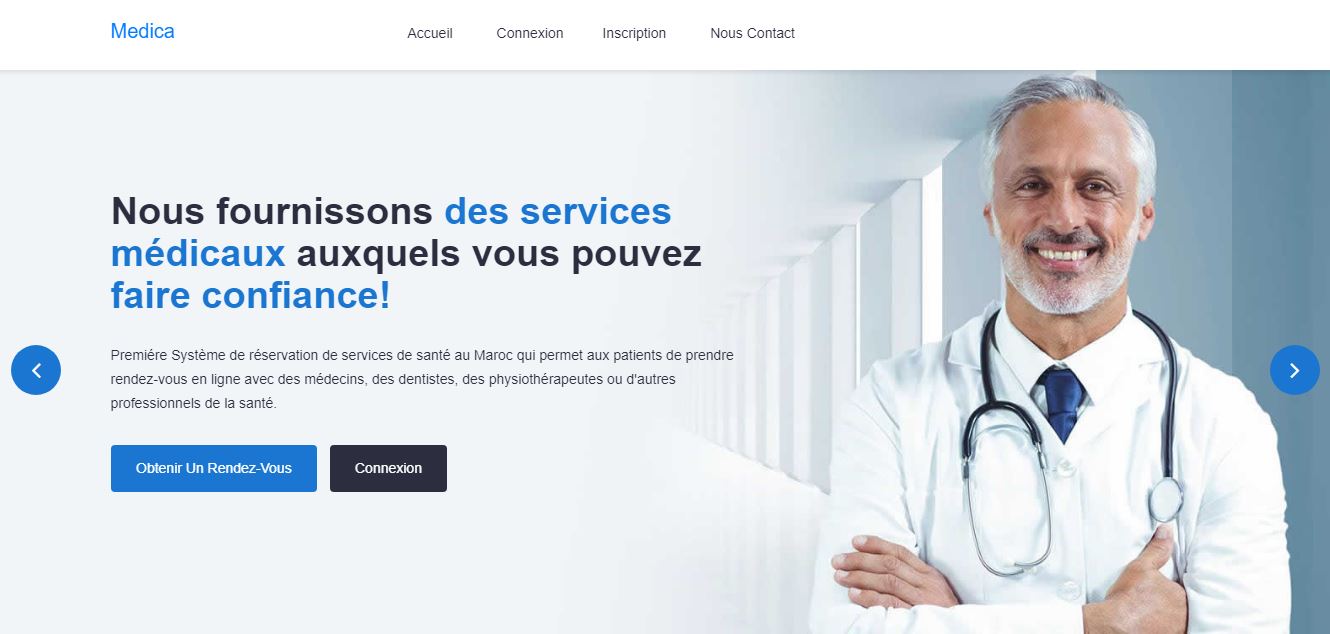 Medica
Accueil Connexion Inscription Nous Contact
Nous fournissons des services
médicaux auxquels vous pouvez
faire confiance!
Premiére Système de réservation de services de santé au Maroc qui permet aux patients de prendre
rendez-vous en ligne avec des médecins, des dentistes, des physiothérapeutes ou d'autres
professionnels de la santé.
Obtenir Un Rendez-Vous Connexion